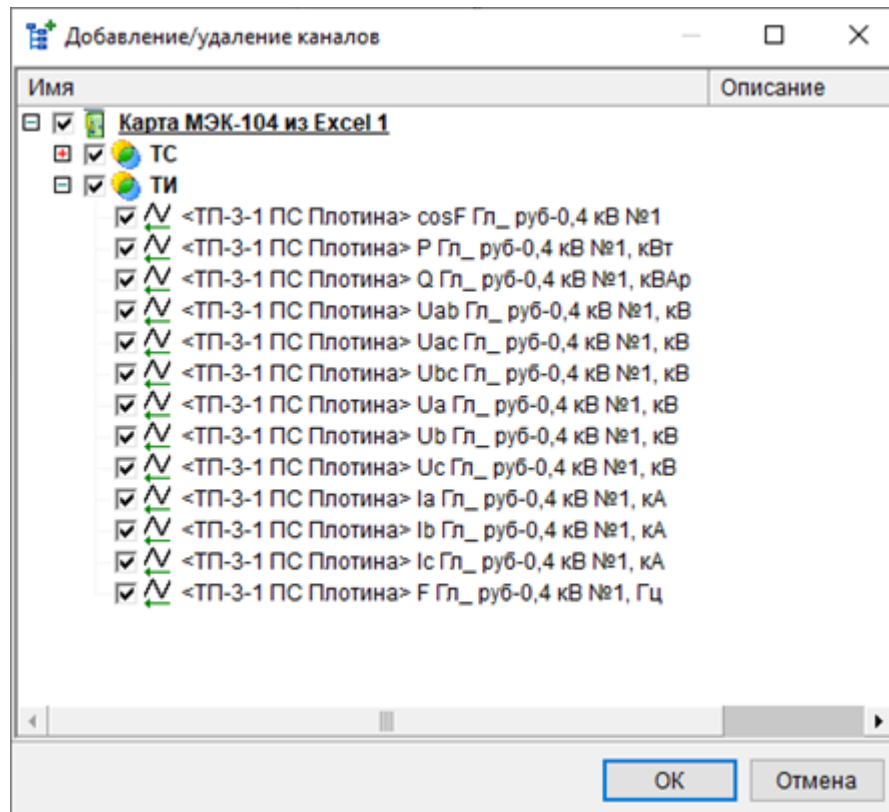 Добавление/удаление каналов
Имя Описание
Карта МЭК-104 из Excel 1
ТС
ТИ
<ТП-3-1 ПС Плотина> cosF Гл_ руб-0,4 кВ №1
<ТП-3-1 ПС Плотина> P Гл_ руб-0,4 кВ №1, кВт
<ТП-3-1 ПС Плотина> Q Гл_ руб-0,4 кВ №1, кВАр
<ТП-3-1 ПС Плотина> Uab Гл_ руб-0,4 кВ №1, кВ
<ТП-3-1 ПС Плотина> Uac Гл_ руб-0,4 кВ №1, кВ
<ТП-3-1 ПС Плотина> Ubc Гл_ руб-0,4 кВ №1, кВ
<ТП-3-1 ПС Плотина> Ua Гл_ руб-0,4 кВ №1, кВ
<ТП-3-1 ПС Плотина> Ub Гл_ руб-0,4 кВ №1, кВ
<ТП-3-1 ПС Плотина> Uc Гл_ руб-0,4 кВ №1, кВ
<ТП-3-1 ПС Плотина> Ia Гл_ руб-0,4 кВ №1, кА
<ТП-3-1 ПС Плотина> Ib Гл_ руб-0,4 кВ №1, кА
<ТП-3-1 ПС Плотина> Ic Гл_ руб-0,4 кВ №1, кА
<ТП-3-1 ПС Плотина> F Гл_ руб-0,4 кВ №1, Гц
ОК Отмена